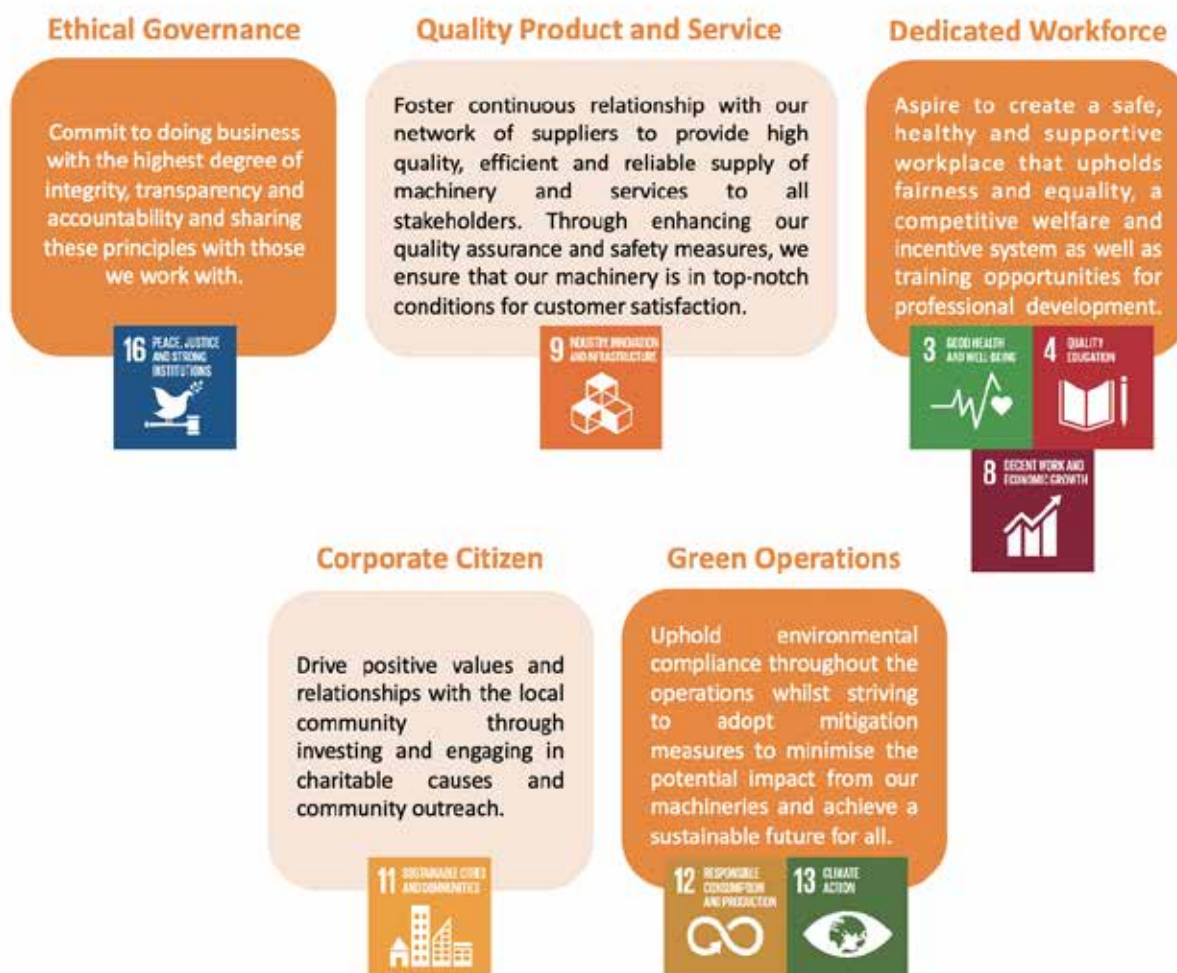 Ethical Governance
Commit to doing business
with the highest degree of
integrity, transparency and
accountability and sharing
these principles with those
we work with.
16 PEACE, JUSTICE
AND STRONG
INSTITUTIONS
Quality Product and Service
Foster continuous relationship with our
network of suppliers to provide high
quality, efficient and reliable supply of
machinery and services to all
stakeholders. Through enhancing our
quality assurance and safety measures, we
ensure that our machinery is in top-notch
conditions for customer satisfaction.
9 INDUSTRY, INNOVATION
AND INFRASTRUCTURE
Dedicated Workforce
Aspire to create a safe,
healthy and supportive
workplace that upholds
fairness and equality, a
competitive welfare and
incentive system as well as
training opportunities for
professional development.
3 GOOD HEALTH
AND WELL-BEING
4 QUALITY
EDUCATION
8 DECENT WORK AND
ECONOMIC GROWTH
Corporate Citizen
Drive positive values and
relationships with the local
community through
investing and engaging in
charitable causes and
community outreach.
11 SUSTAINABLE CITIES
AND COMMUNITIES
Green Operations
Uphold environmental
compliance throughout the
operations whilst striving
to adopt mitigation
measures to minimise the
potential impact from our
machineries and achieve a
sustainable future for all.
12 RESPONSIBLE
CONSUMPTION
AND PRODUCTION
13 CLIMATE
ACTION